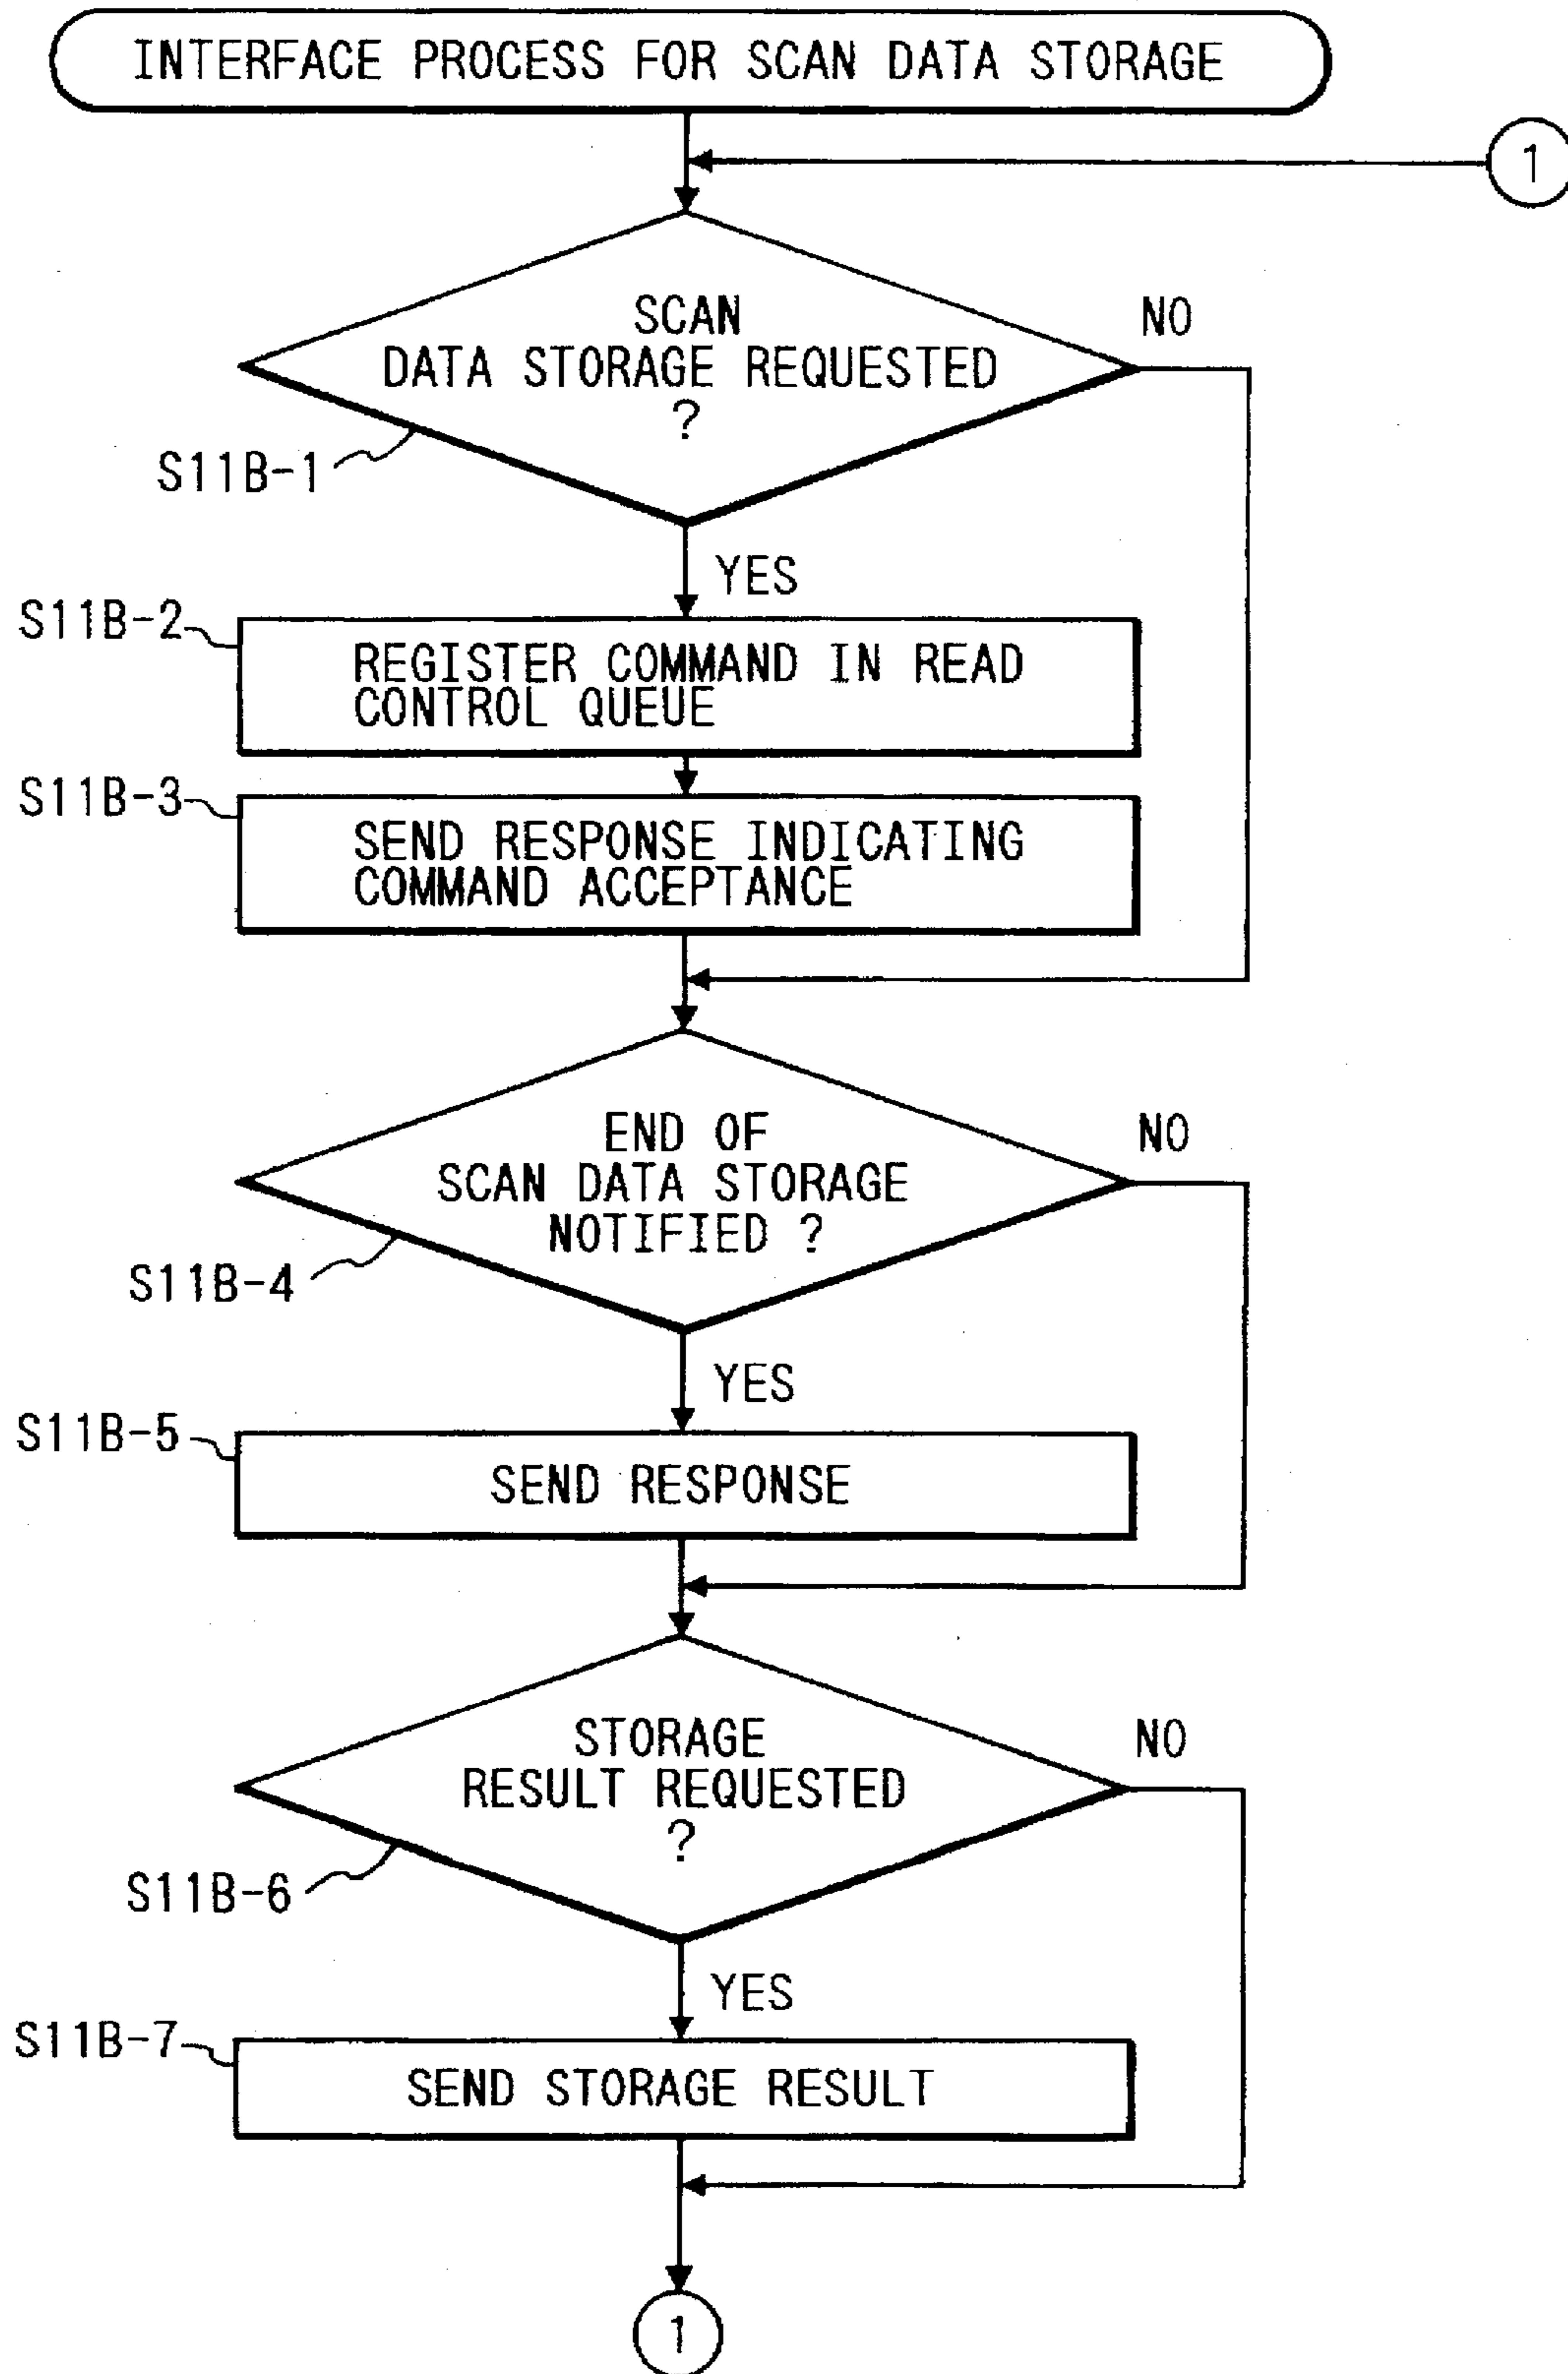 INTERFACE PROCESS FOR SCAN DATA STORAGE
1
SCAN
DATA STORAGE REQUESTED
?
NO
S11B-1
YES
S11B-2
REGISTER COMMAND IN READ
CONTROL QUEUE
S11B-3
SEND RESPONSE INDICATING
COMMAND ACCEPTANCE
END OF
SCAN DATA STORAGE
NOTIFIED ?
NO
S11B-4
YES
S11B-5
SEND RESPONSE
STORAGE
RESULT REQUESTED
?
NO
S11B-6
YES
S11B-7
SEND STORAGE RESULT
1